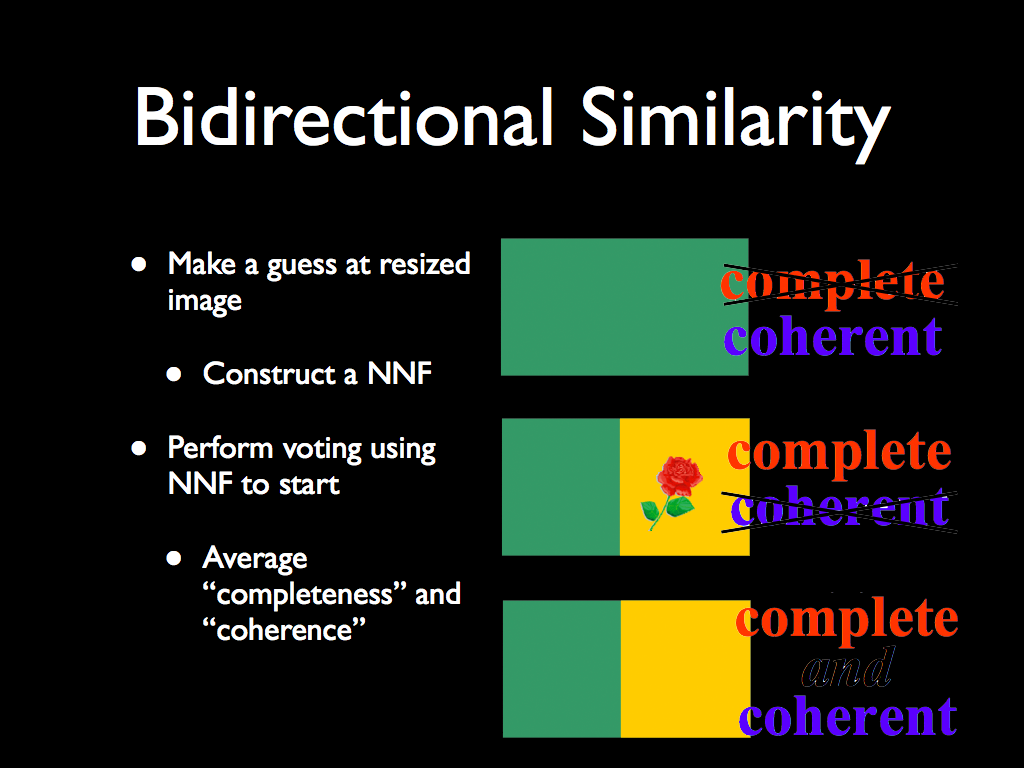 Bidirectional Similarity
• Make a guess at resized
image
• Construct a NNF
• Perform voting using
NNF to start
• Average
“completeness” and
“coherence”
complete
coherent
complete
coherent
complete
and
coherent